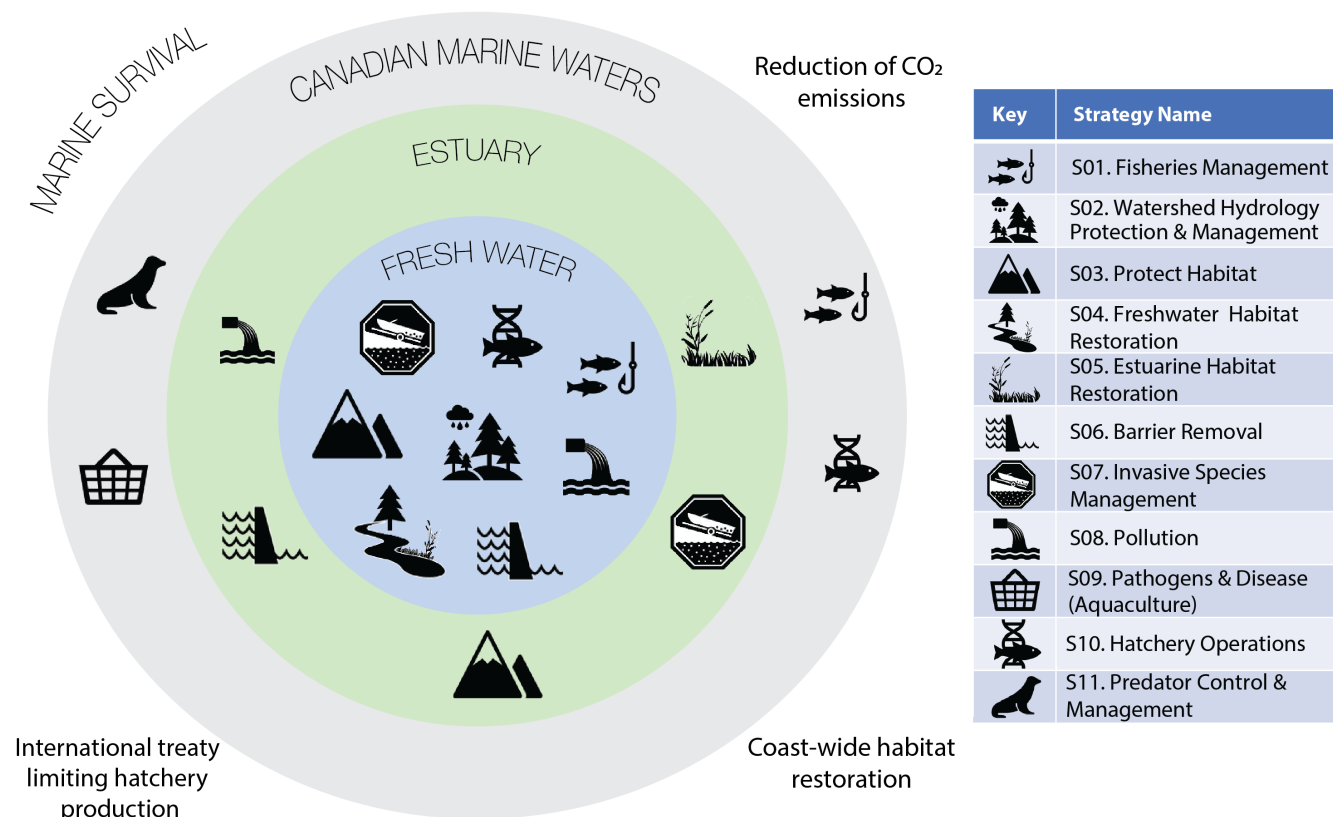 MARINE SURVIVAL
CANADIAN MARINE WATERS
ESTUARY
FRESH WATER
Reduction of CO₂
emissions
International treaty
limiting hatchery
production
Coast-wide habitat
restoration
Key Strategy Name
S01. Fisheries Management
S02. Watershed Hydrology
Protection & Management
S03. Protect Habitat
S04. Freshwater Habitat
Restoration
S05. Estuarine Habitat
Restoration
S06. Barrier Removal
S07. Invasive Species
Management
S08. Pollution
S09. Pathogens & Disease
(Aquaculture)
S10. Hatchery Operations
S11. Predator Control &
Management